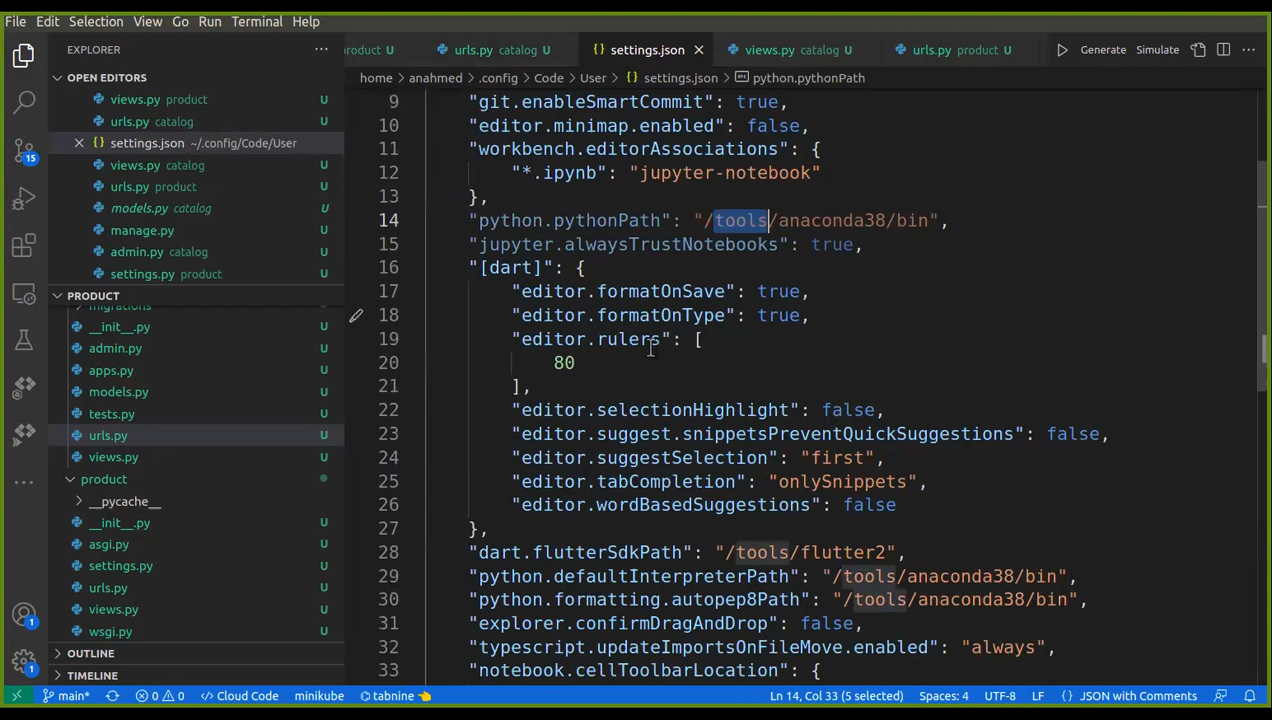 File Edit Selection View Go Run Terminal Help
EXPLORER
OPEN EDITORS
views.py product U
urls.py catalog U
settings.json ~/.config/Code/User
views.py catalog U
urls.py product U
models.py catalog U
manage.py U
admin.py catalog U
settings.py product U
PRODUCT
migrations
__init__.py U
admin.py U
apps.py U
models.py U
tests.py U
urls.py U
views.py U
product
__pycache__
__init__.py U
asgi.py U
settings.py U
urls.py U
views.py U
wsgi.py U
OUTLINE
TIMELINE
15
1
1
product U urls.py catalog U settings.json views.py catalog U urls.py product U Generate Simulate
home anahmed .config Code User settings.json python.pythonPath
9 "git.enableSmartCommit": true,
10 "editor.minimap.enabled": false,
11 "workbench.editorAssociations": {
12 "*.ipynb": "jupyter-notebook"
13 },
14 "python.pythonPath": "/tools/anaconda38/bin",
15 "jupyter.alwaysTrustNotebooks": true,
16 "[dart]": {
17 "editor.formatOnSave": true,
18 "editor.formatOnType": true,
19 "editor.rulers": [
20 80
21 ],
22 "editor.selectionHighlight": false,
23 "editor.suggest.snippetsPreventQuickSuggestions": false,
24 "editor.suggestSelection": "first",
25 "editor.tabCompletion": "onlySnippets",
26 "editor.wordBasedSuggestions": false
27 },
28 "dart.flutterSdkPath": "/tools/flutter2",
29 "python.defaultInterpreterPath": "/tools/anaconda38/bin",
30 "python.formatting.autopep8Path": "/tools/anaconda38/bin",
31 "explorer.confirmDragAndDrop": false,
32 "typescript.updateImportsOnFileMove.enabled": "always",
33 "notebook.cellToolbarLocation": {
main* 0 0 Cloud Code minikube tabnine Ln 14, Col 33 (5 selected) Spaces: 4 UTF-8 LF {} JSON with Comments